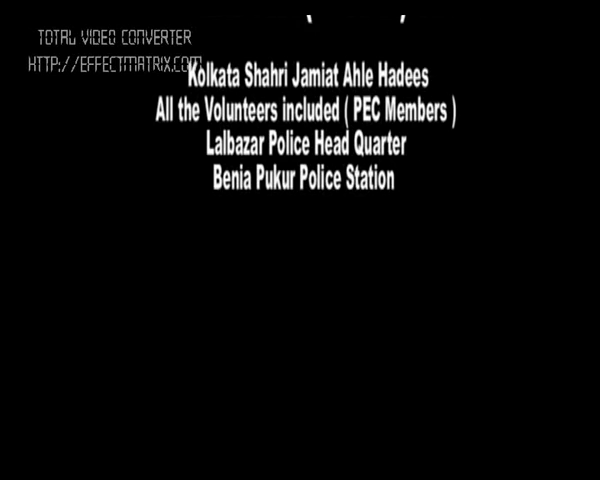 TOTAL VIDEO CONVERTER
HTTP://EFFECTMATRIX.COM
Kolkata Shahri Jamiat Ahle Hadees
All the Volunteers included ( PEC Members )
Lalbazar Police Head Quarter
Benia Pukur Police Station